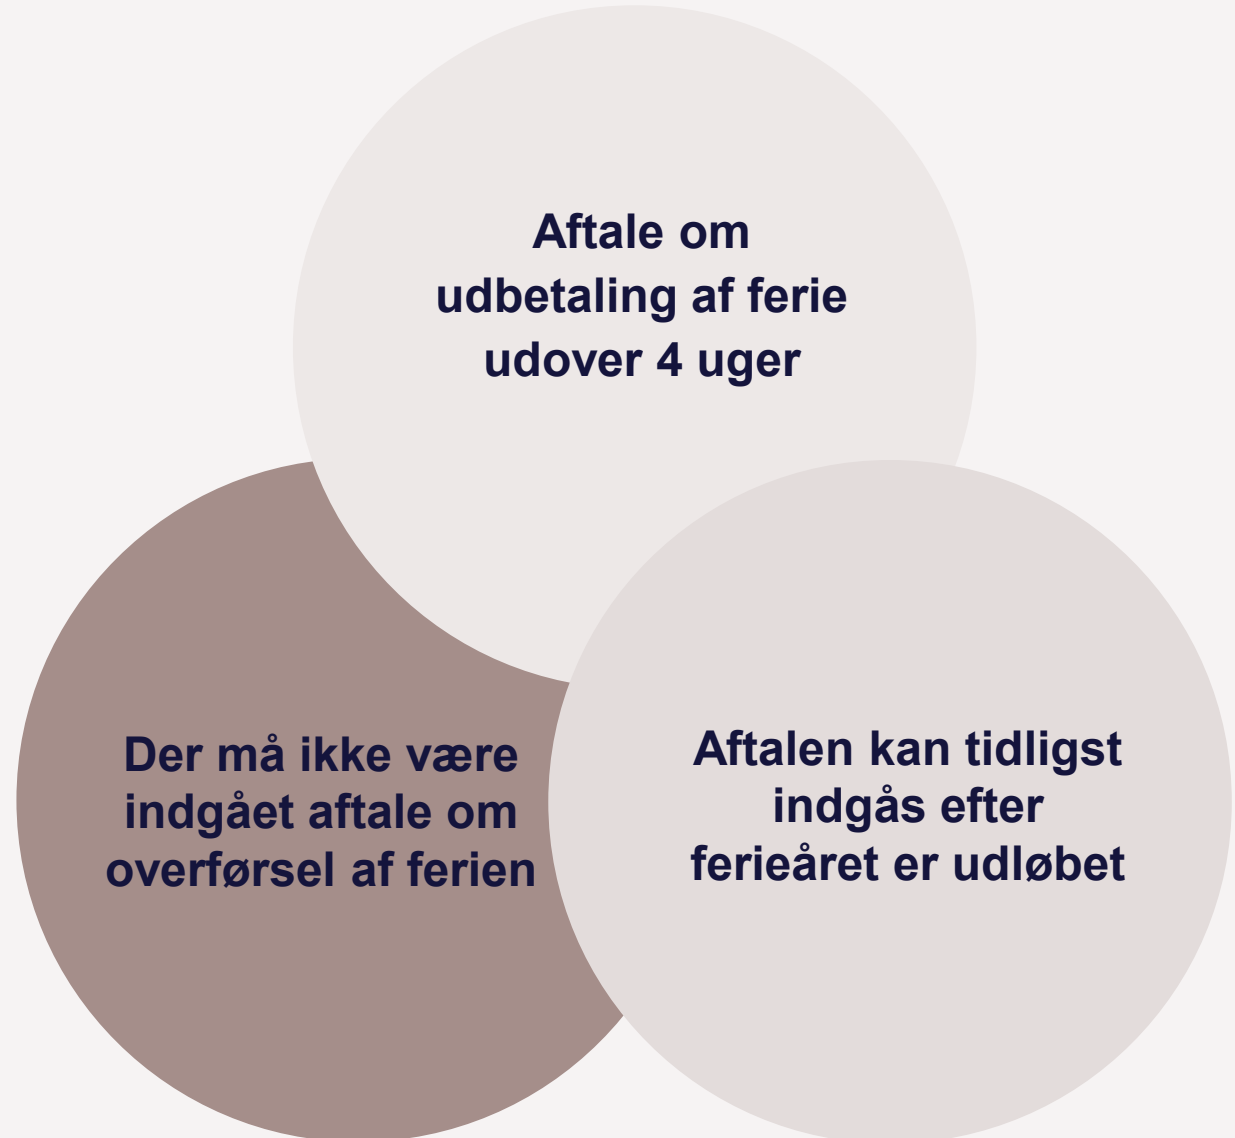 Aftale om
udbetaling af ferie
udover 4 uger
Der må ikke være
indgået aftale om
overførsel af ferien
Aftalen kan tidligst
indgås efter
ferieåret er udløbet